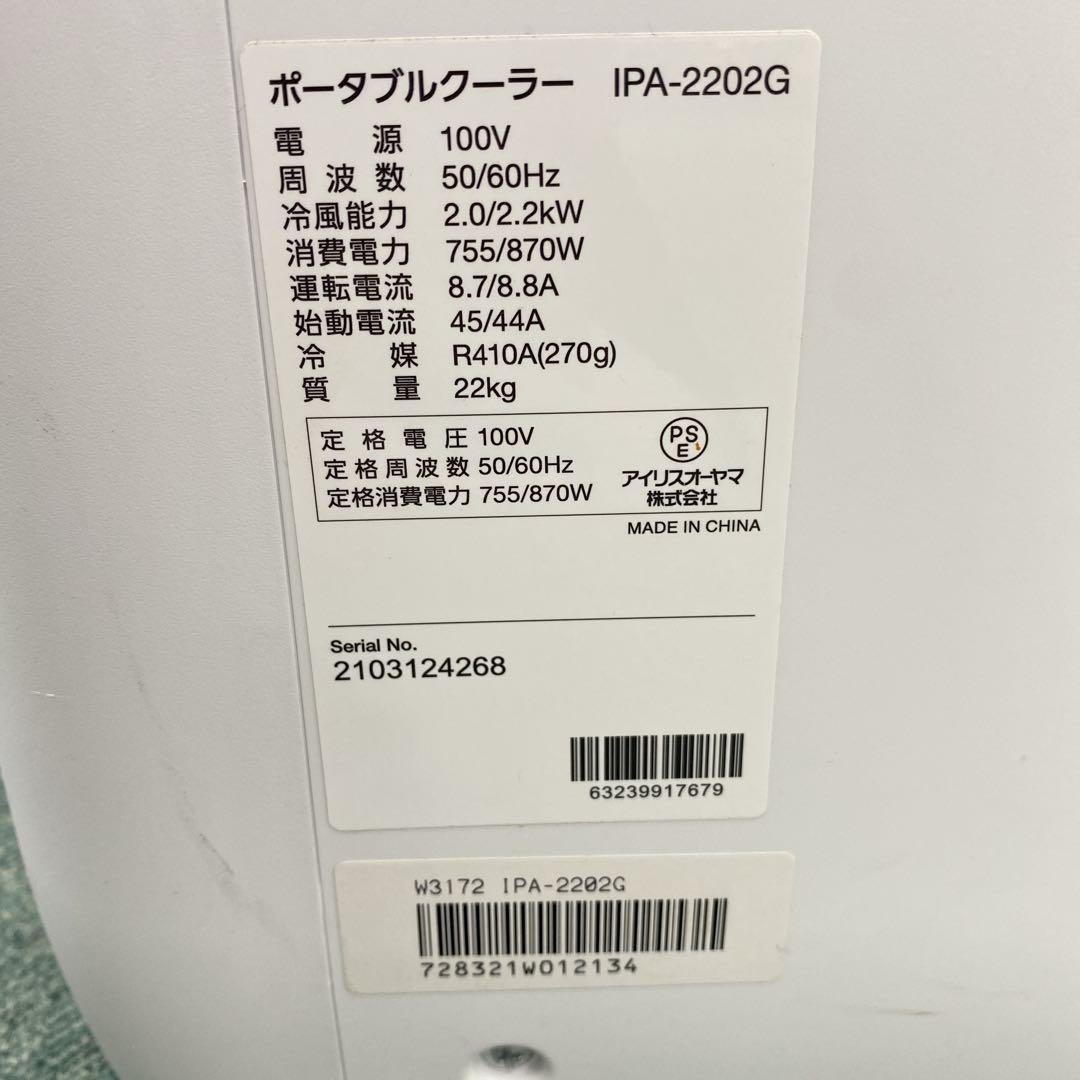 ポータブルクーラー IPA-2202G
電源 100V
周波数 50/60Hz
冷風能力 2.0/2.2kW
消費電力 755/870W
運転電流 8.7/8.8A
始動電流 45/44A
冷媒 R410A(270g)
質量 22kg
定格電圧 100V
定格周波数 50/60Hz
定格消費電力 755/870W
PS
E
アイリスオーヤマ
株式会社
MADE IN CHINA
Serial No.
2103124268
63239917679
W3172 IPA-2202G
728321W012134